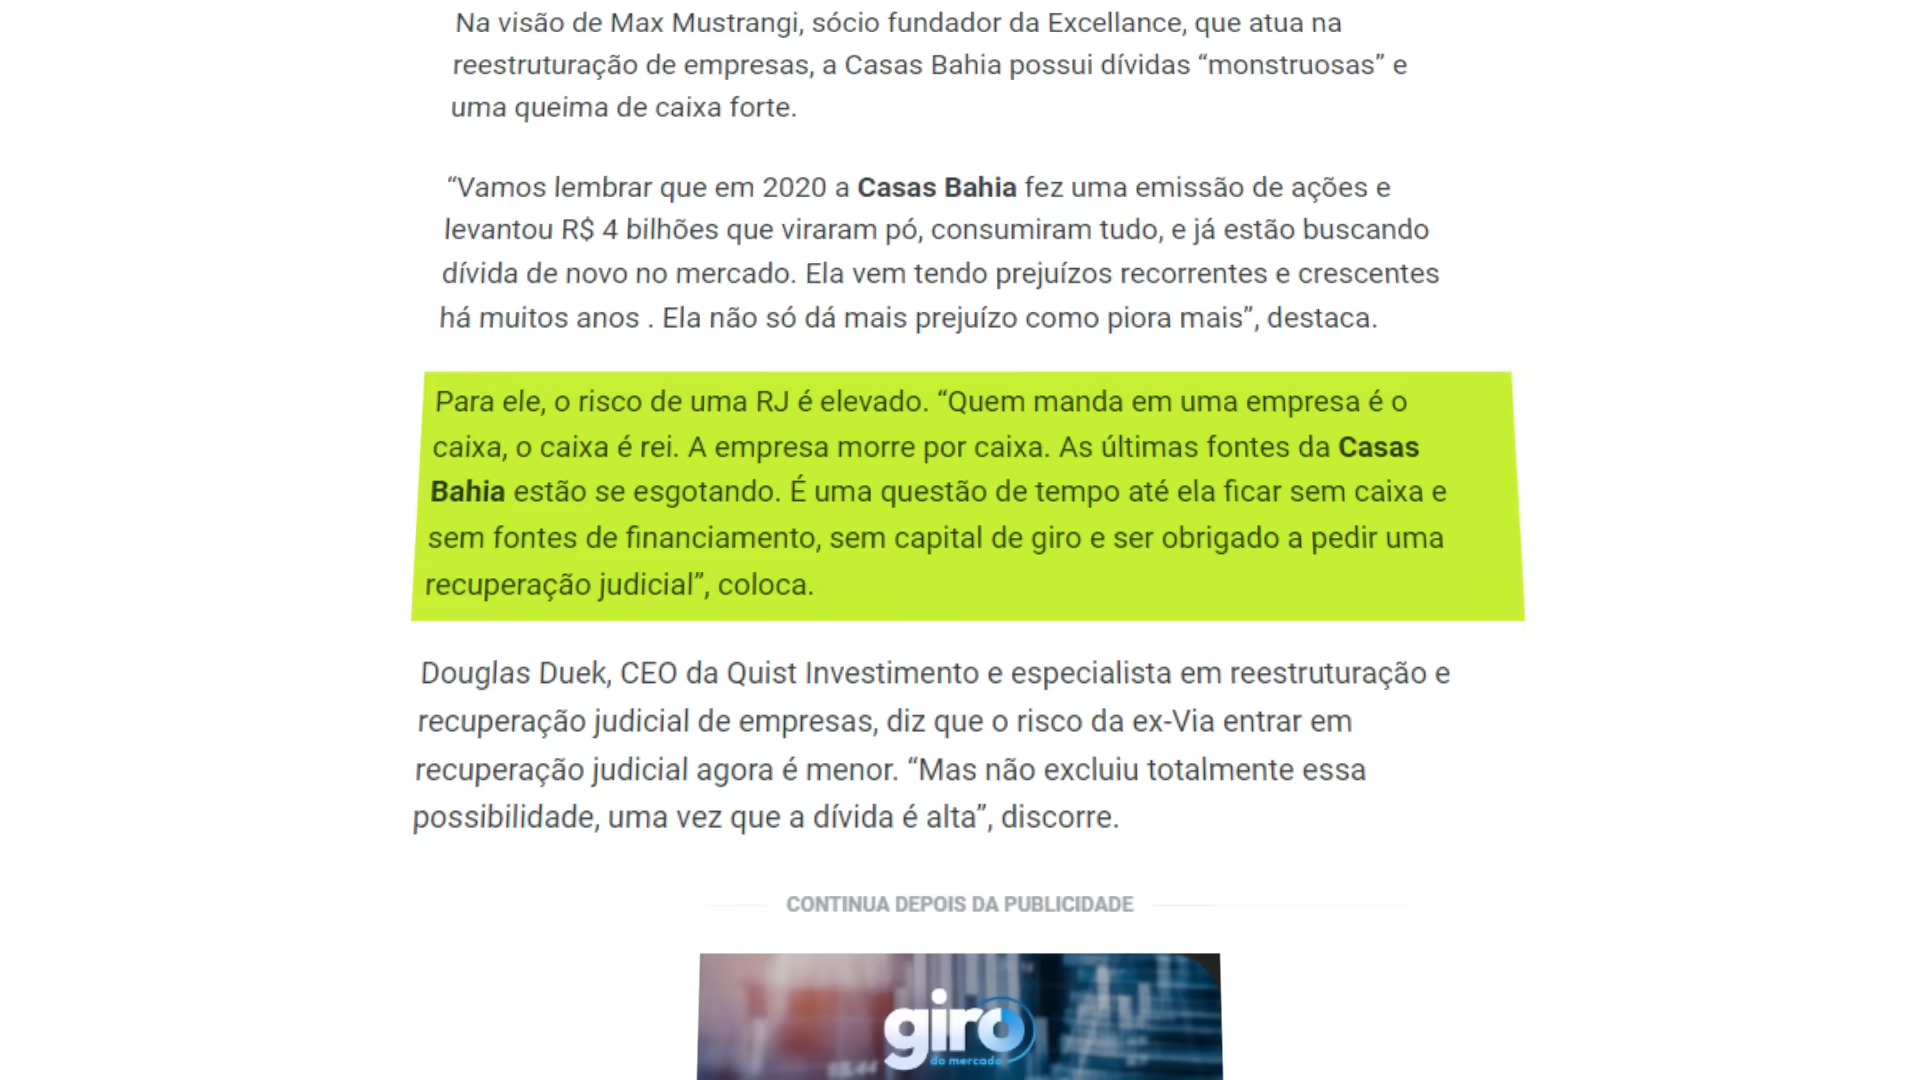 Na visão de Max Mustrangi, sócio fundador da Excellance, que atua na
reestruturação de empresas, a Casas Bahia possui dívidas “monstruosas” e
uma queima de caixa forte.
“Vamos lembrar que em 2020 a Casas Bahia fez uma emissão de ações e
levantou R$ 4 bilhões que viraram pó, consumiram tudo, e já estão buscando
dívida de novo no mercado. Ela vem tendo prejuízos recorrentes e crescentes
há muitos anos . Ela não só dá mais prejuízo como piora mais”, destaca.
Para ele, o risco de uma RJ é elevado. “Quem manda em uma empresa é o
caixa, o caixa é rei. A empresa morre por caixa. As últimas fontes da Casas
Bahia estão se esgotando. É uma questão de tempo até ela ficar sem caixa e
sem fontes de financiamento, sem capital de giro e ser obrigado a pedir uma
recuperação judicial”, coloca.
Douglas Duek, CEO da Quist Investimento e especialista em reestruturação e
recuperação judicial de empresas, diz que o risco da ex-Via entrar em
recuperação judicial agora é menor. “Mas não excluiu totalmente essa
possibilidade, uma vez que a dívida é alta”, discorre.
CONTINUA DEPOIS DA PUBLICIDADE
giro
do mercado